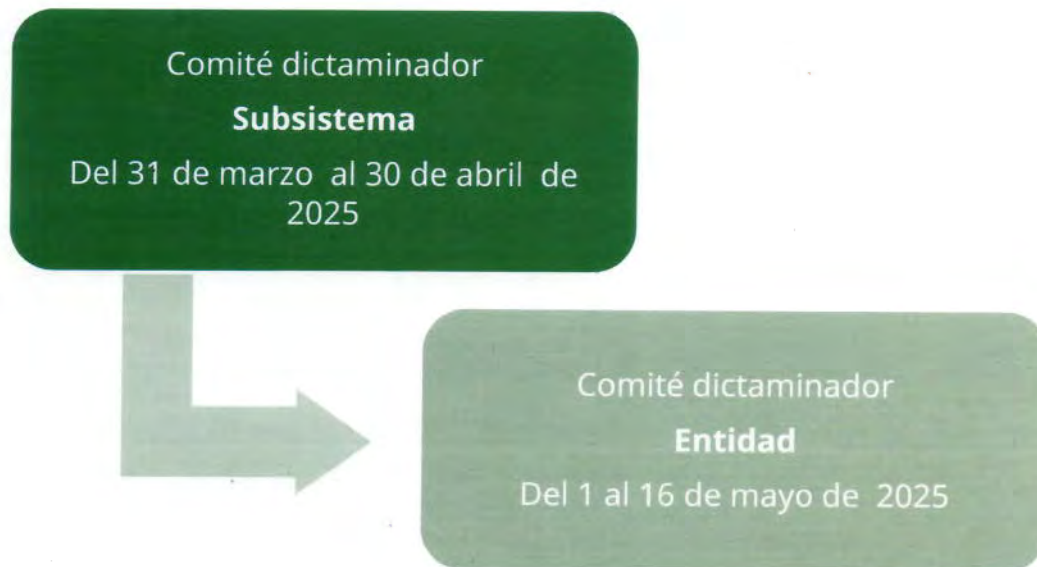 Comité dictaminador
Subsistema
Del 31 de marzo al 30 de abril de
2025
Comité dictaminador
Entidad
Del 1 al 16 de mayo de 2025